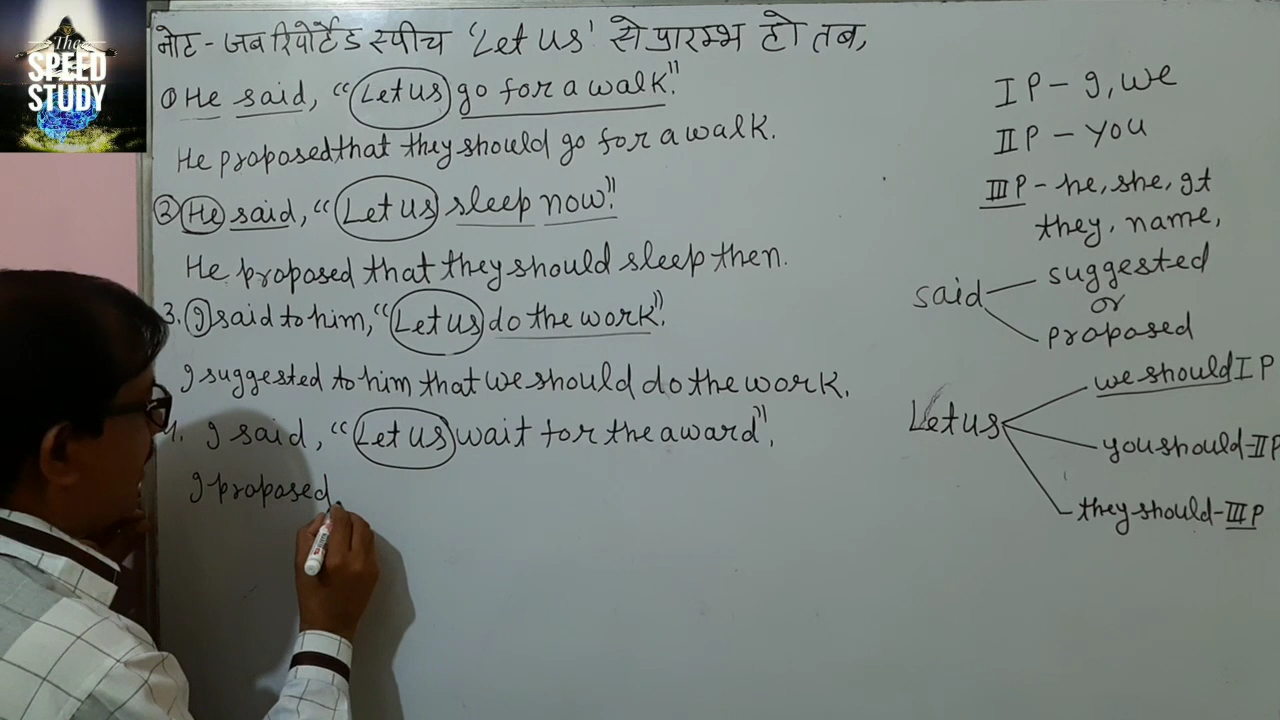 The
SPEED
STUDY
नोट - जब रिपोर्टेड स्पीच 'Let us' से प्रारम्भ हो तब,
① He said, "Let us go for a walk".
He proposed that they should go for a walk.
② He said, "Let us sleep now".
He proposed that they should sleep then.
3. I said to him, "Let us do the work".
I suggested to him that we should do the work.
4. I said, "Let us wait for the award".
I proposed
I P - I, we
II P - you
III P - he, she, It
they, name,
said suggested
or
proposed
Let us we should I P
you should - II P
they should - III P